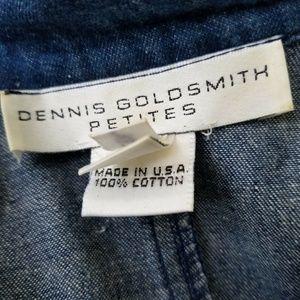 DENNIS GOLDSMITH
PETITES
MADE IN U.S.A.
100% COTTON